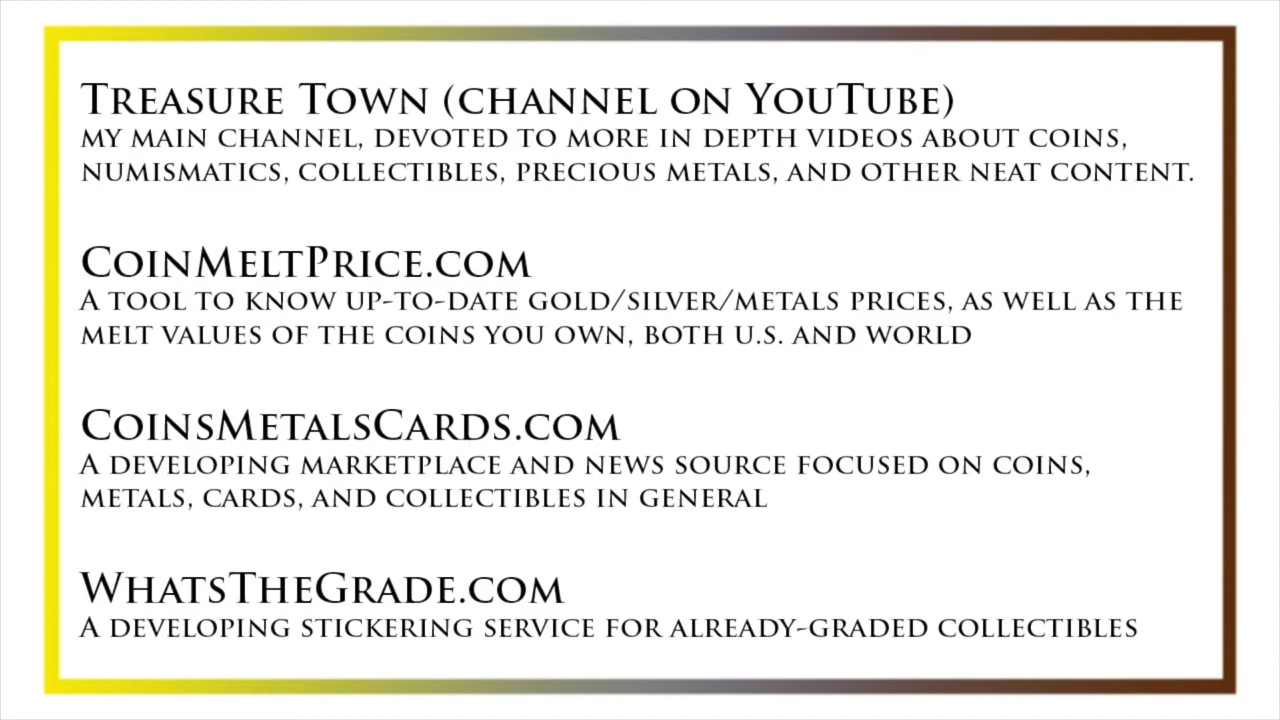 Treasure Town (channel on YouTube)
my main channel, devoted to more in depth videos about coins,
numismatics, collectibles, precious metals, and other neat content.
CoinMeltPrice.com
A tool to know up-to-date gold/silver/metals prices, as well as the
melt values of the coins you own, both u.s. and world
CoinsMetalsCards.com
A developing marketplace and news source focused on coins,
metals, cards, and collectibles in general
WhatsTheGrade.com
A developing stickering service for already-graded collectibles